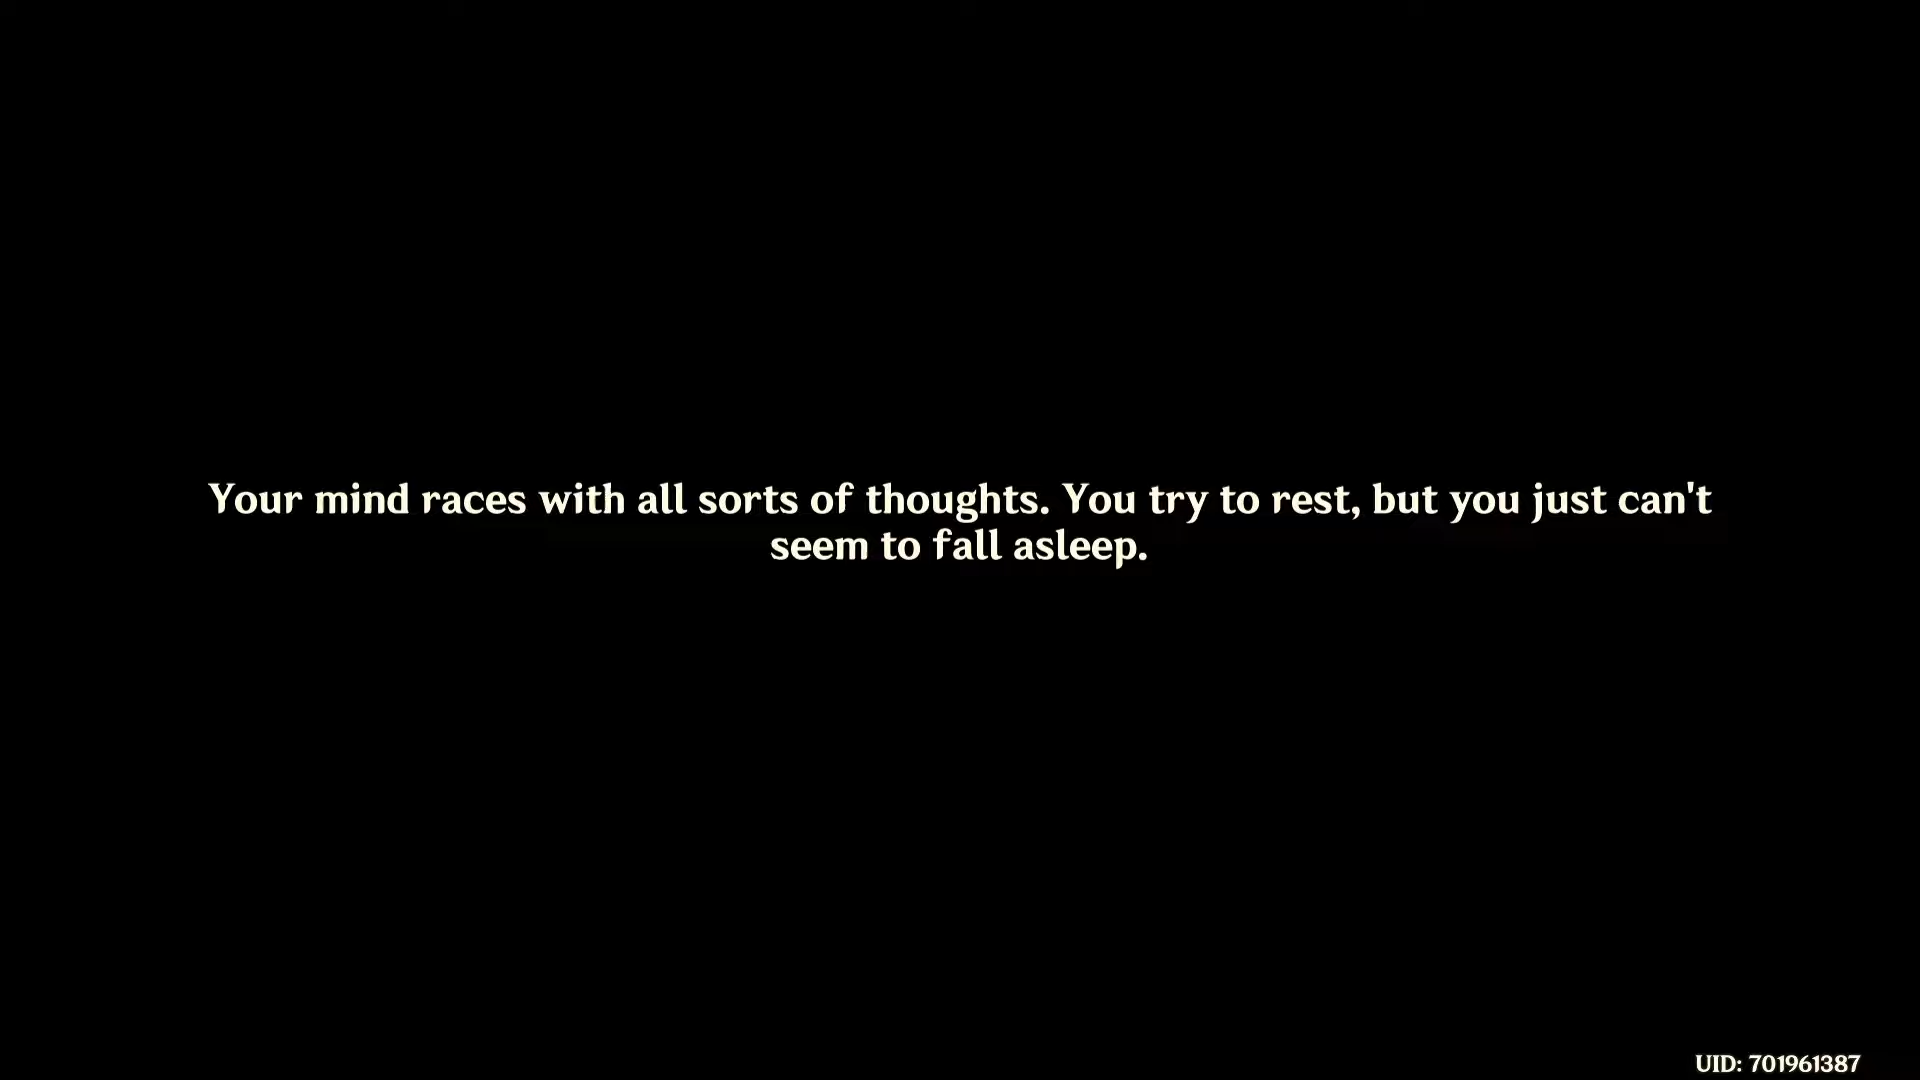 Your mind races with all sorts of thoughts. You try to rest, but you just can't
seem to fall asleep.
UID: 701961387